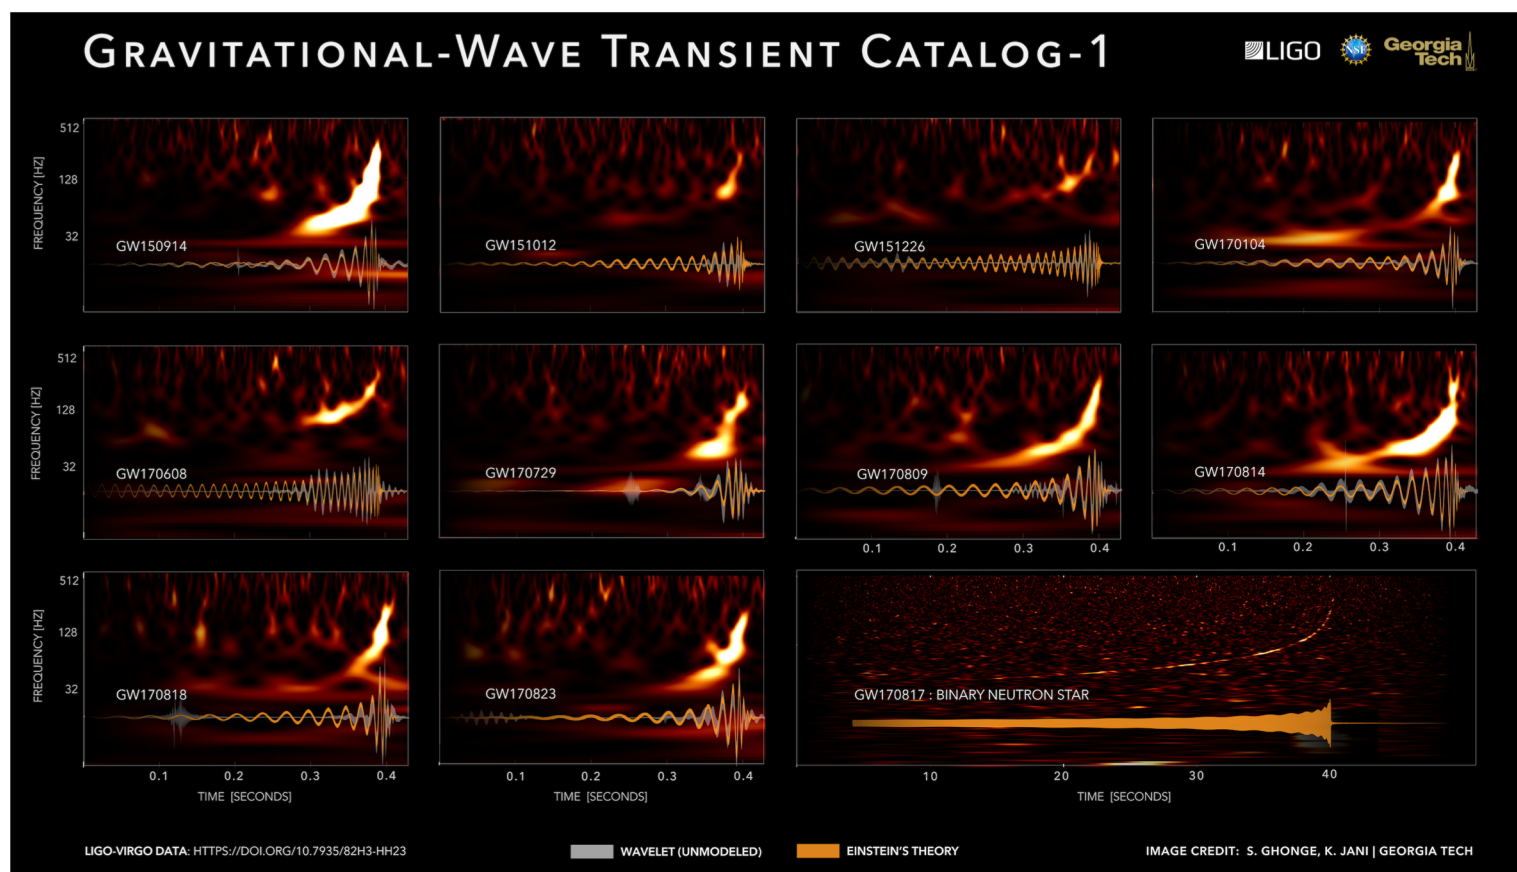 GRAVITATIONAL-WAVE TRANSIENT CATALOG-1
LIGO
NSF
Georgia
Tech
FREQUENCY [HZ]
512
128
32
GW150914
GW151012
GW151226
GW170104
FREQUENCY [HZ]
512
128
32
GW170608
GW170729
GW170809
GW170814
0.1 0.2 0.3 0.4
0.1 0.2 0.3 0.4
FREQUENCY [HZ]
512
128
32
GW170818
GW170823
GW170817 : BINARY NEUTRON STAR
0.1 0.2 0.3 0.4
0.1 0.2 0.3 0.4
10 20 30 40
TIME [SECONDS]
TIME [SECONDS]
TIME [SECONDS]
LIGO-VIRGO DATA: HTTPS://DOI.ORG/10.7935/82H3-HH23
WAVELET (UNMODELED)
EINSTEIN'S THEORY
IMAGE CREDIT: S. GHONGE, K. JANI | GEORGIA TECH